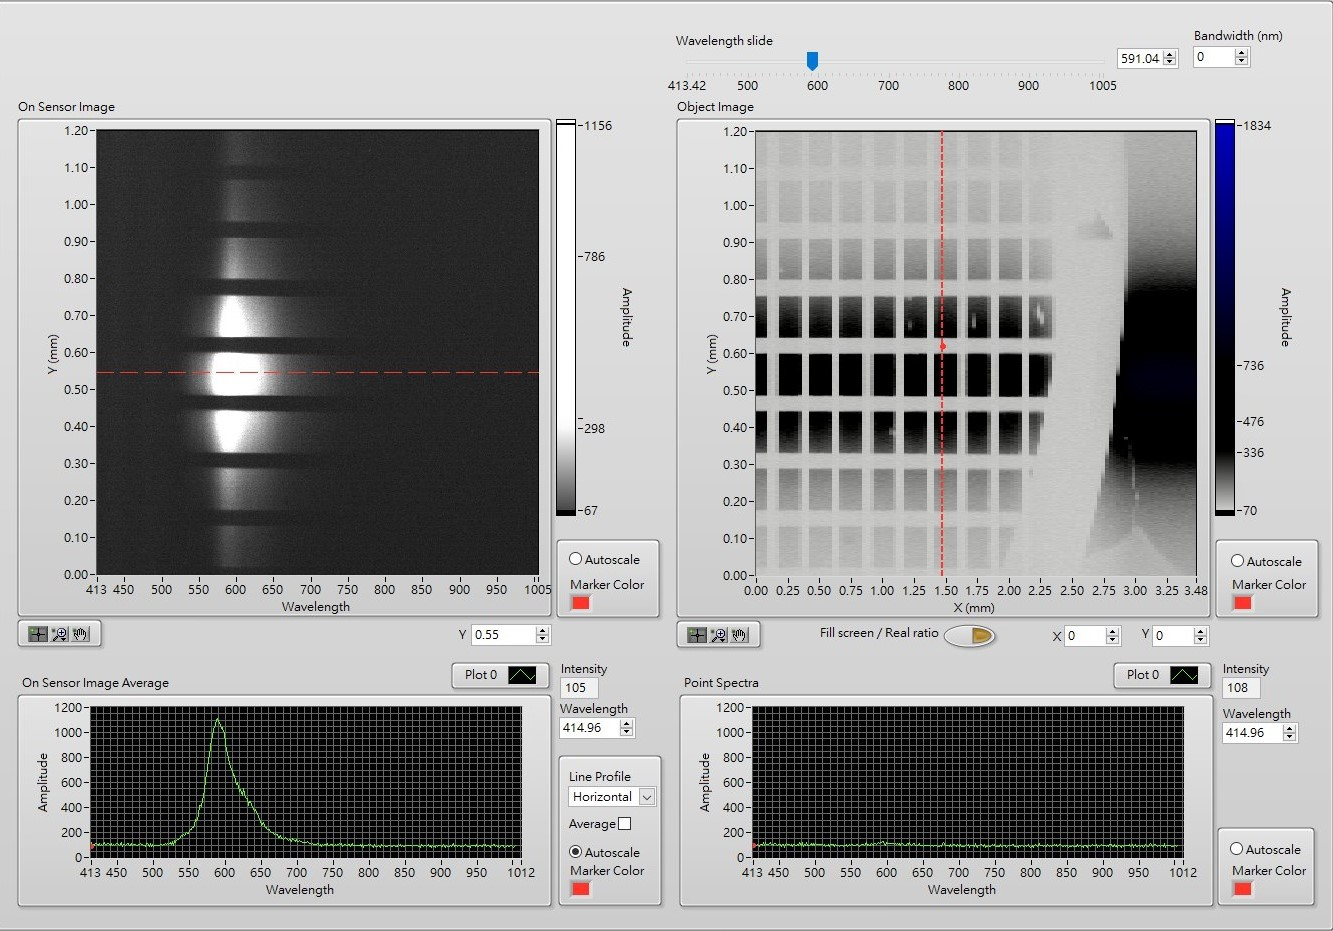 Wavelength slide
413.42 500 600 700 800 900 1005
591.04
Bandwidth (nm)
0
On Sensor Image
1.20
1.10
1.00
0.90
0.80
0.70
0.60
0.50
0.40
0.30
0.20
0.10
0.00
Y (mm)
413 450 500 550 600 650 700 750 800 850 900 950 1005
Wavelength
1156
786
298
67
Amplitude
Autoscale
Marker Color
Y 0.55
Object Image
1.20
1.10
1.00
0.90
0.80
0.70
0.60
0.50
0.40
0.30
0.20
0.10
0.00
Y (mm)
0.00 0.25 0.50 0.75 1.00 1.25 1.50 1.75 2.00 2.25 2.50 2.75 3.00 3.25 3.48
X (mm)
1834
736
476
336
70
Amplitude
Autoscale
Marker Color
Fill screen / Real ratio
X 0
Y 0
On Sensor Image Average
Plot 0
1200
1000
800
600
400
200
0
Amplitude
413 450 500 550 600 650 700 750 800 850 900 950 1012
Wavelength
Intensity
105
Wavelength
414.96
Line Profile
Horizontal
Average
Autoscale
Marker Color
Point Spectra
Plot 0
1200
1000
800
600
400
200
0
Amplitude
413 450 500 550 600 650 700 750 800 850 900 950 1012
Wavelength
Intensity
108
Wavelength
414.96
Autoscale
Marker Color